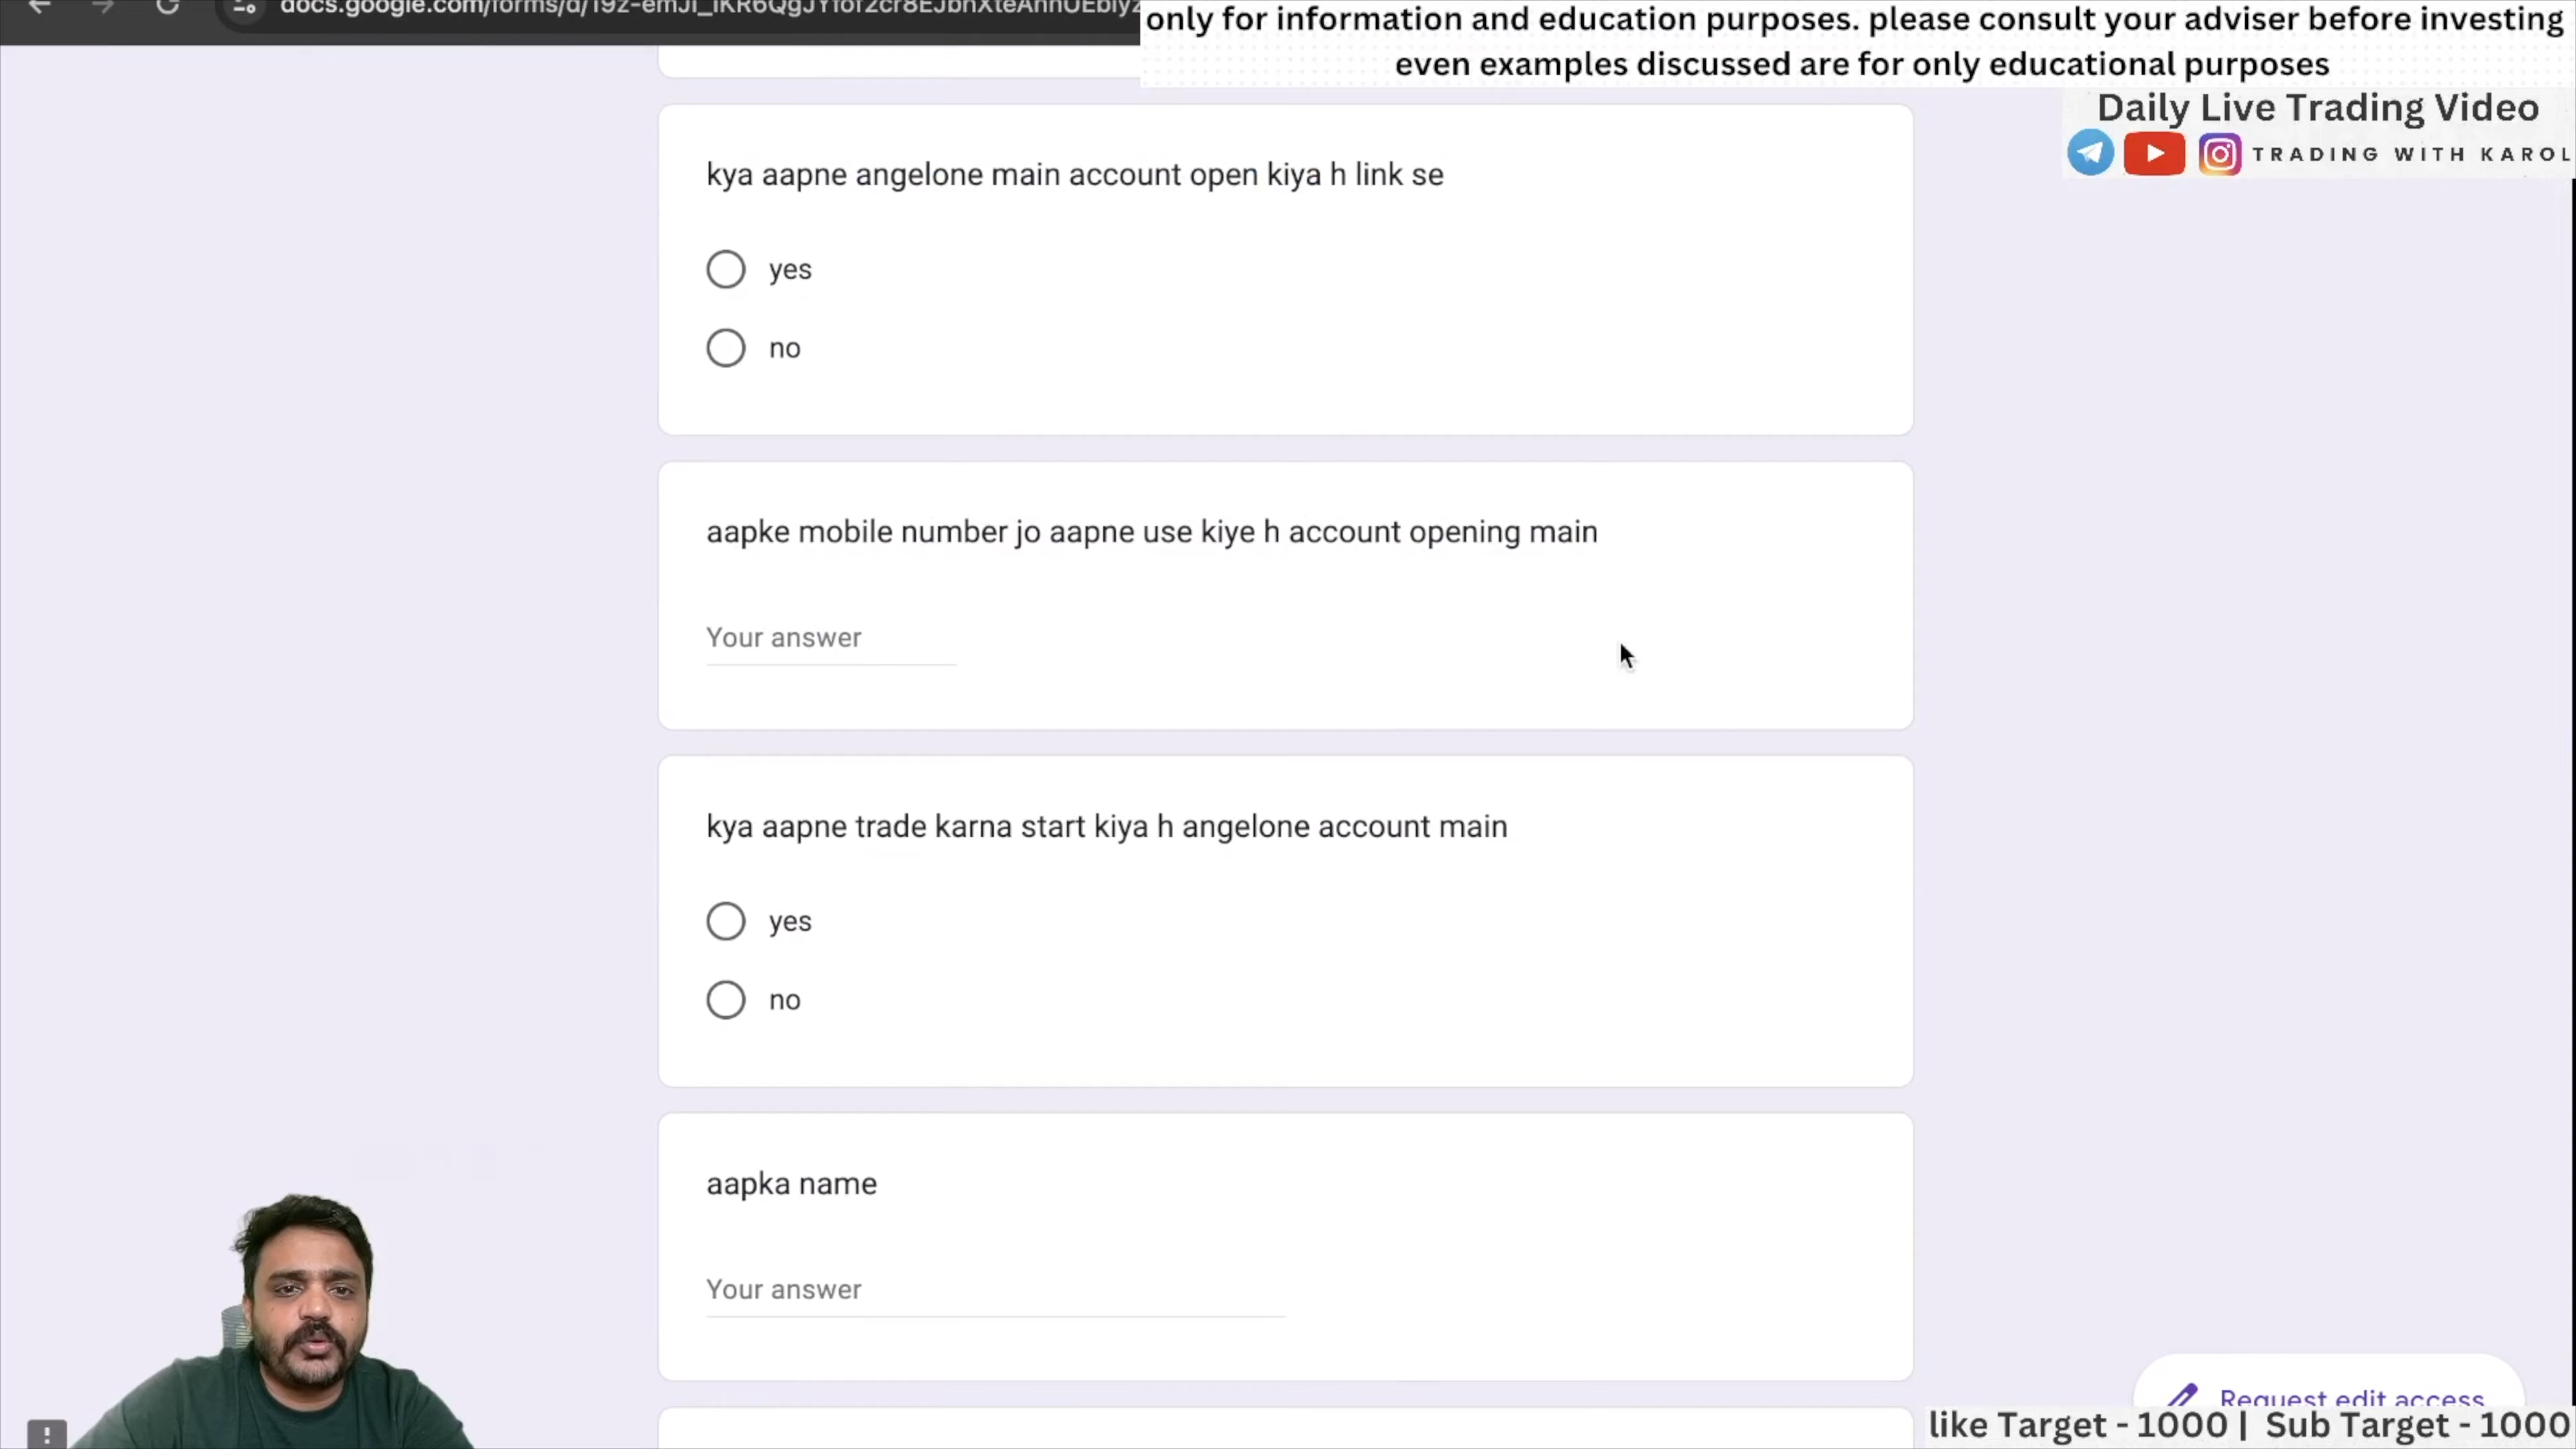 only for information and education purposes. please consult your adviser before investing
even examples discussed are for only educational purposes
Daily Live Trading Video
TRADING WITH KAROL
kya aapne angelone main account open kiya h link se
yes
no
aapke mobile number jo aapne use kiye h account opening main
Your answer
kya aapne trade karna start kiya h angelone account main
yes
no
aapka name
Your answer
Request edit access
like Target - 1000 | Sub Target - 1000